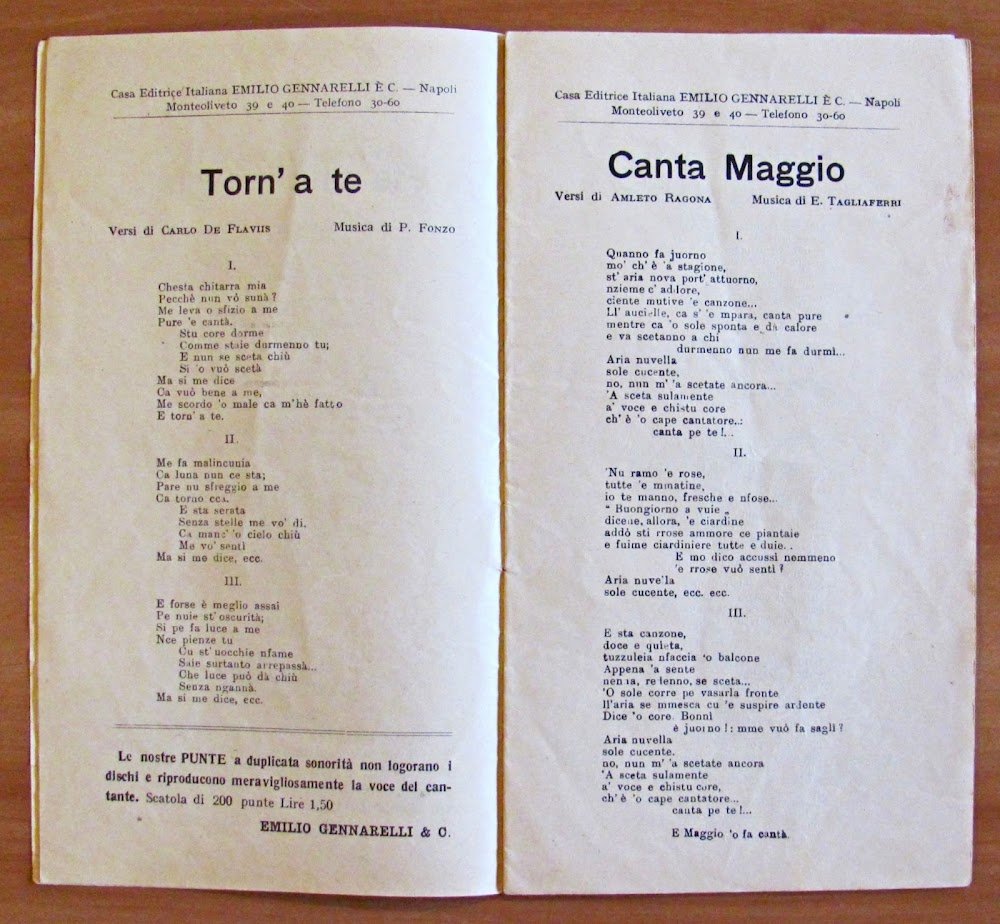 Casa Editrice Italiana EMILIO GENNARELLI È C. — Napoli
Monteoliveto 39 e 40 — Telefono 30-60
Torn' a te
Versi di CARLO DE FLAVIIS Musica di P. FONZO
I.
Chesta chitarra mia
Pecchè nun vò sunà?
Me leva o sfizio a me
Pure 'e cantà.
Stu core dorme
Comme staie durmenno tu;
E nun se sceta chiù
Si 'o vuó scetà
Ma si me dice
Ca vuó bene a me,
Me scordo 'o male ca m'hè fatto
E torn' a te.
II.
Me fa malincunia
Ca luna nun ce sta;
Pare nu sfreggio a me
Ca torno ccà.
E sta serata
Senza stelle me vo' di.
Ca manc' 'o cielo chiù
Me vo' senti
Ma si me dice, ecc.
III.
E forse è meglio assai
Pe nuie st' oscurità;
Si pe fa luce a me
Nce pienze tu
Cu st' uocchie nfame
Saie surtanto arrepassà...
Che luce può dà chiù
Senza ngannà.
Ma si me dice, ecc.
Le nostre PUNTE a duplicata sonorità non logorano i
dischi e riproducono meravigliosamente la voce del can-
tante. Scatola di 200 punte Lire 1,50
EMILIO GENNARELLI & C.
Casa Editrice Italiana EMILIO GENNARELLI È C. — Napoli
Monteoliveto 39 e 40 — Telefono 30-60
Canta Maggio
Versi di AMLETO RAGONA Musica di E. TAGLIAFERRI
I.
Quanno fa juorno
mo' ch' è 'a stagione,
st' aria nova port' attuorno,
nzieme c' addore,
ciente mutive 'e canzone...
Ll' aucielle, ca s' 'e mpara, canta pure
mentre ca 'o sole sponta e dà calore
e va scetanno a chi
durmenno nun me fa durmì...
Aria nuvella
sole cucente,
no, nun m' 'a scetate ancora...
'A sceta sulamente
a' voce e chistu core
ch' è 'o cape cantatore..:
canta pe te!...
II.
'Nu ramo 'e rose,
tutte 'e mmatine,
io te manno, fresche e nfose...
“ Buongiorno a vuie „
dicene, allora, 'e ciardine
addò sti rrose ammore ce piantaie
e fuime ciardiniere tutte e duie..
E mo dico accussì nommeno
'e rrose vuò sentì?
Aria nuve'la
sole cucente, ecc. ecc.
III.
E sta canzone,
doce e quieta,
tuzzuleia nfaccia 'o balcone
Appena 'a sente
nenna, redenno, se sceta...
'O sole corre pe vasarla fronte
ll'aria se mmesca cu 'e suspire ardente
Dice 'o core. Bonnì
è juorno!: mme vuò fa saglì?
Aria nuvella
sole cucente.
no, nun m' 'a scetate ancora
'A sceta sulamente
a' voce e chistu core,
ch' è 'o cape cantatore...
canta pe te!...
E Maggio 'o fa cantà.